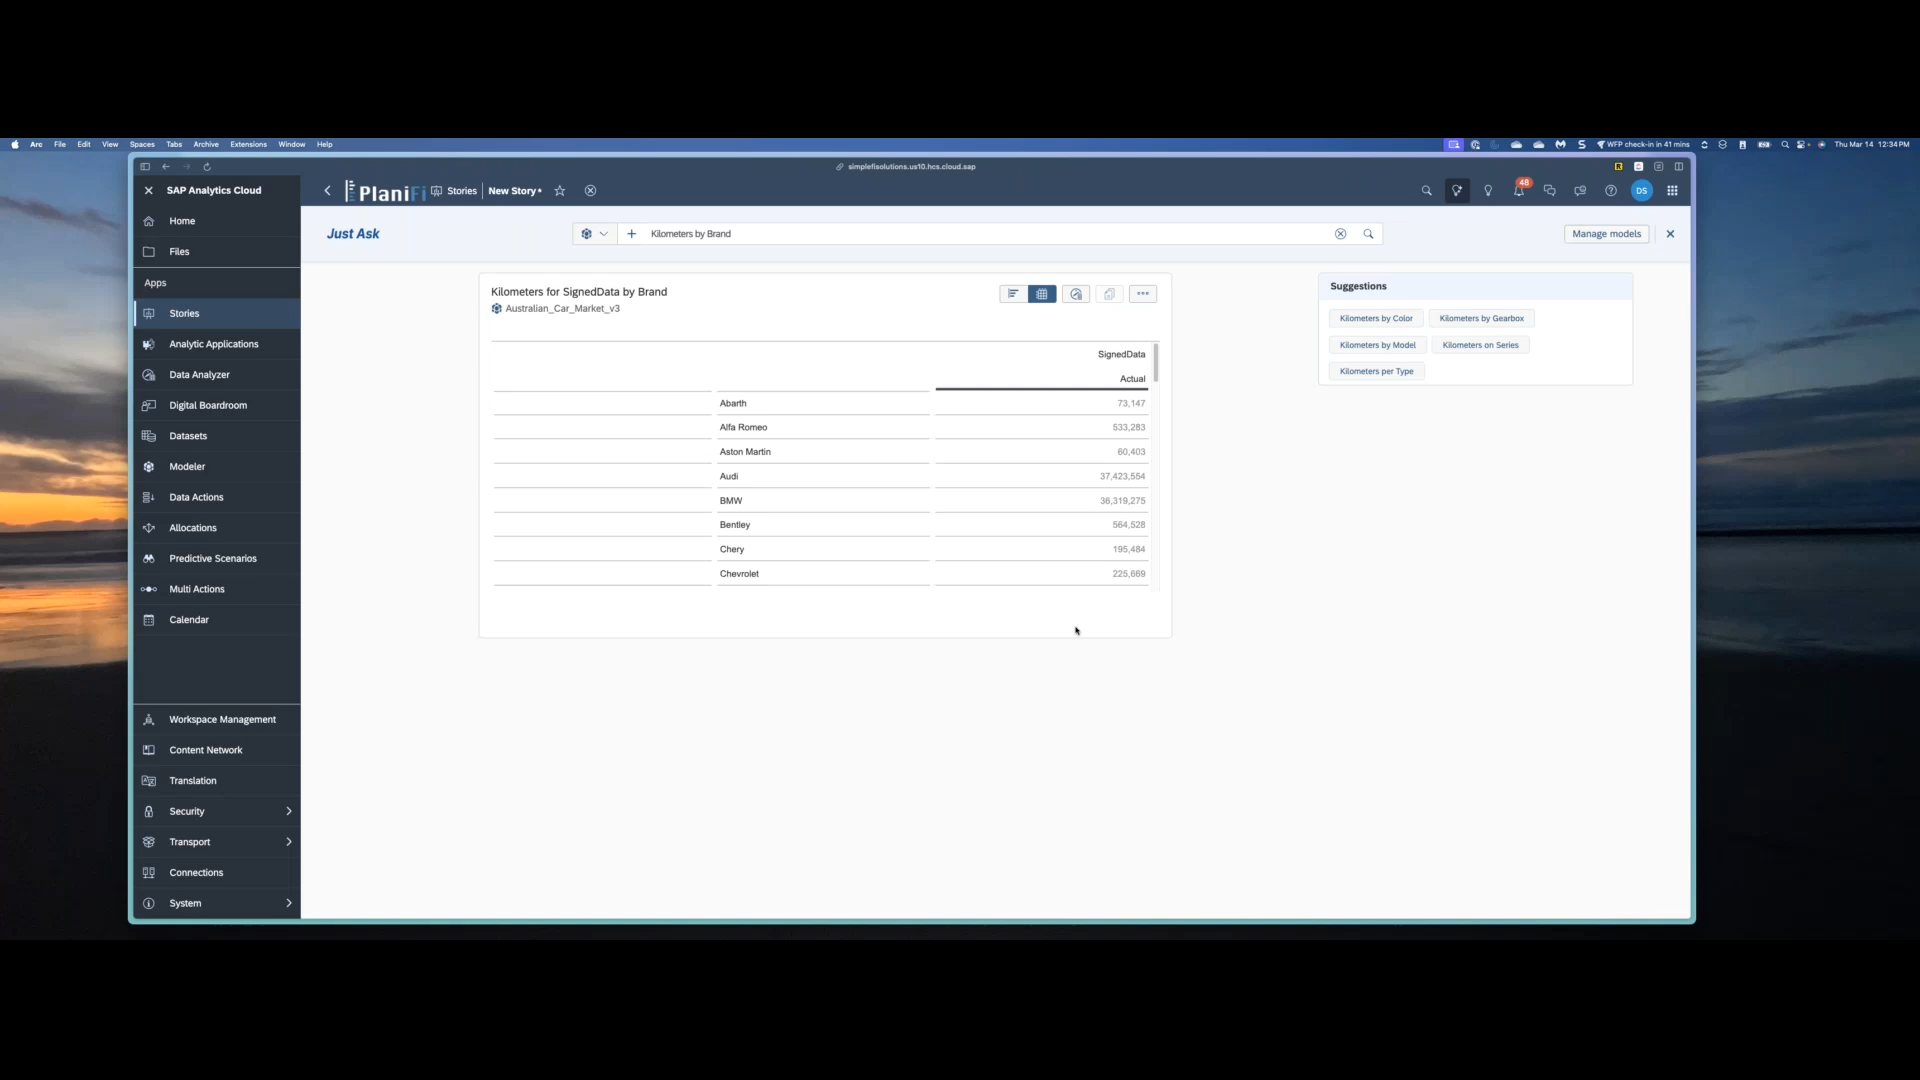 Arc File Edit View Spaces Tabs Archive Extensions Window Help WFP check-in in 41 mins Thu Mar 14 12:34 PM
simplefisolutions.us10.hcs.cloud.sap
SAP Analytics Cloud
PlaniFi Stories New Story* 48 DS
Home
Files
Apps
Stories
Analytic Applications
Data Analyzer
Digital Boardroom
Datasets
Modeler
Data Actions
Allocations
Predictive Scenarios
Multi Actions
Calendar
Workspace Management
Content Network
Translation
Security
Transport
Connections
System
Just Ask Kilometers by Brand Manage models
Kilometers for SignedData by Brand
Australian_Car_Market_v3
SignedData
Actual
Abarth 73,147
Alfa Romeo 533,283
Aston Martin 60,403
Audi 37,423,554
BMW 36,319,275
Bentley 564,528
Chery 195,484
Chevrolet 225,669
Suggestions
Kilometers by Color Kilometers by Gearbox
Kilometers by Model Kilometers on Series
Kilometers per Type